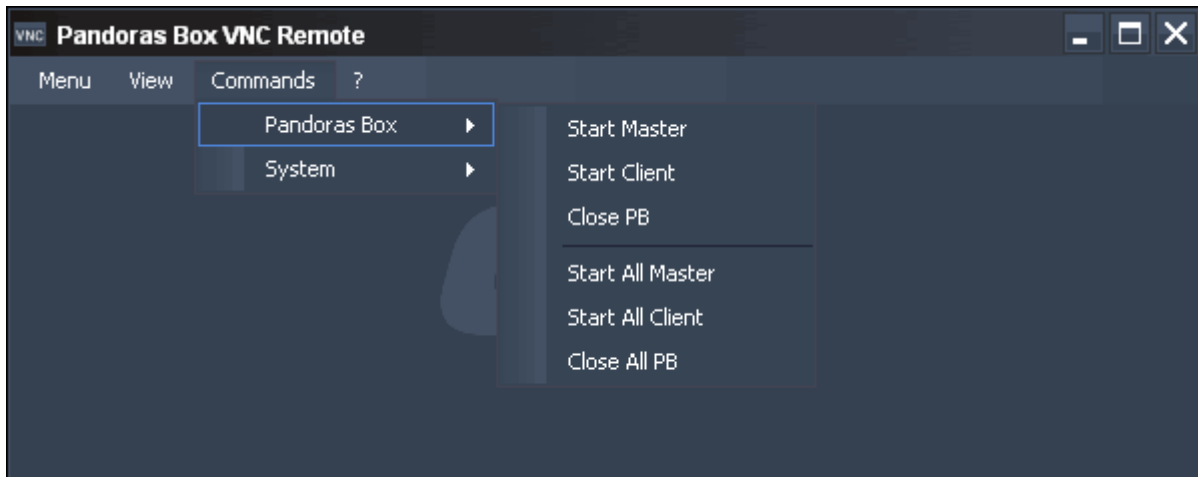 VNC Pandoras Box VNC Remote
Menu View Commands ?
Pandoras Box
System
Start Master
Start Client
Close PB
Start All Master
Start All Client
Close All PB